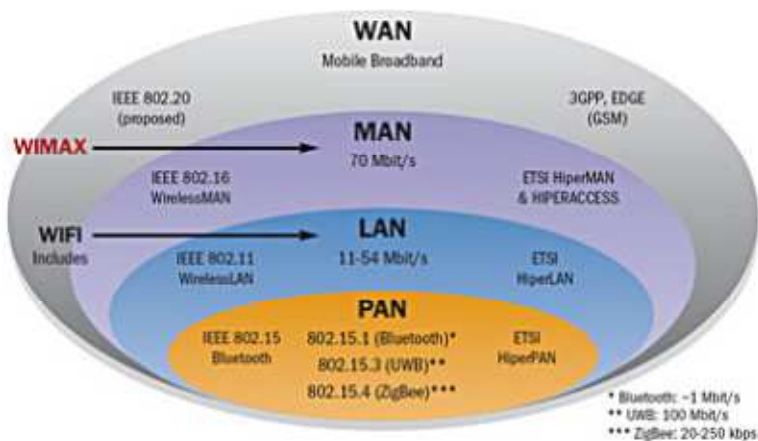 WAN
Mobile Broadband
IEEE 802.20
(proposed)
3GPP, EDGE
(GSM)
WIMAX
MAN
70 Mbit/s
IEEE 802.16
WirelessMAN
ETSI HiperMAN
& HIPERACCESS
WIFI
Includes
LAN
11-54 Mbit/s
IEEE 802.11
WirelessLAN
ETSI
HiperLAN
PAN
IEEE 802.15
Bluetooth
802.15.1 (Bluetooth)*
802.15.3 (UWB)**
802.15.4 (ZigBee)***
ETSI
HiperPAN
* Bluetooth: ~1 Mbit/s
** UWB: 100 Mbit/s
*** ZigBee: 20-250 kbps